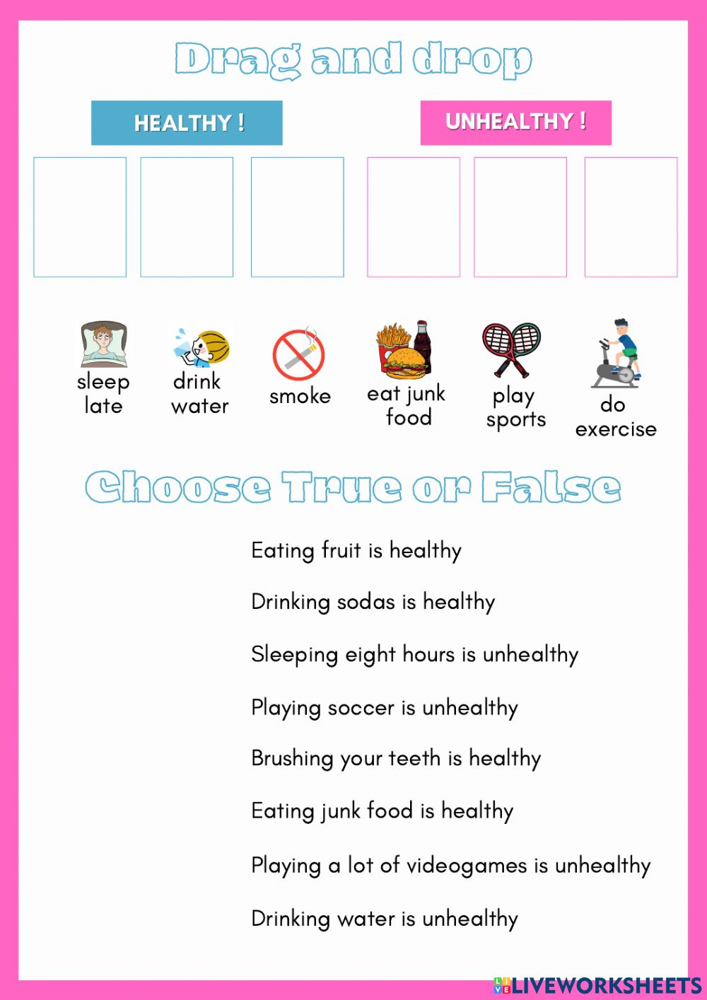 Drag and drop
HEALTHY !
UNHEALTHY !
sleep
late
drink
water
smoke
eat junk
food
play
sports
do
exercise
Choose True or False
Eating fruit is healthy
Drinking sodas is healthy
Sleeping eight hours is unhealthy
Playing soccer is unhealthy
Brushing your teeth is healthy
Eating junk food is healthy
Playing a lot of videogames is unhealthy
Drinking water is unhealthy
LIVE LIVEWORKSHEETS